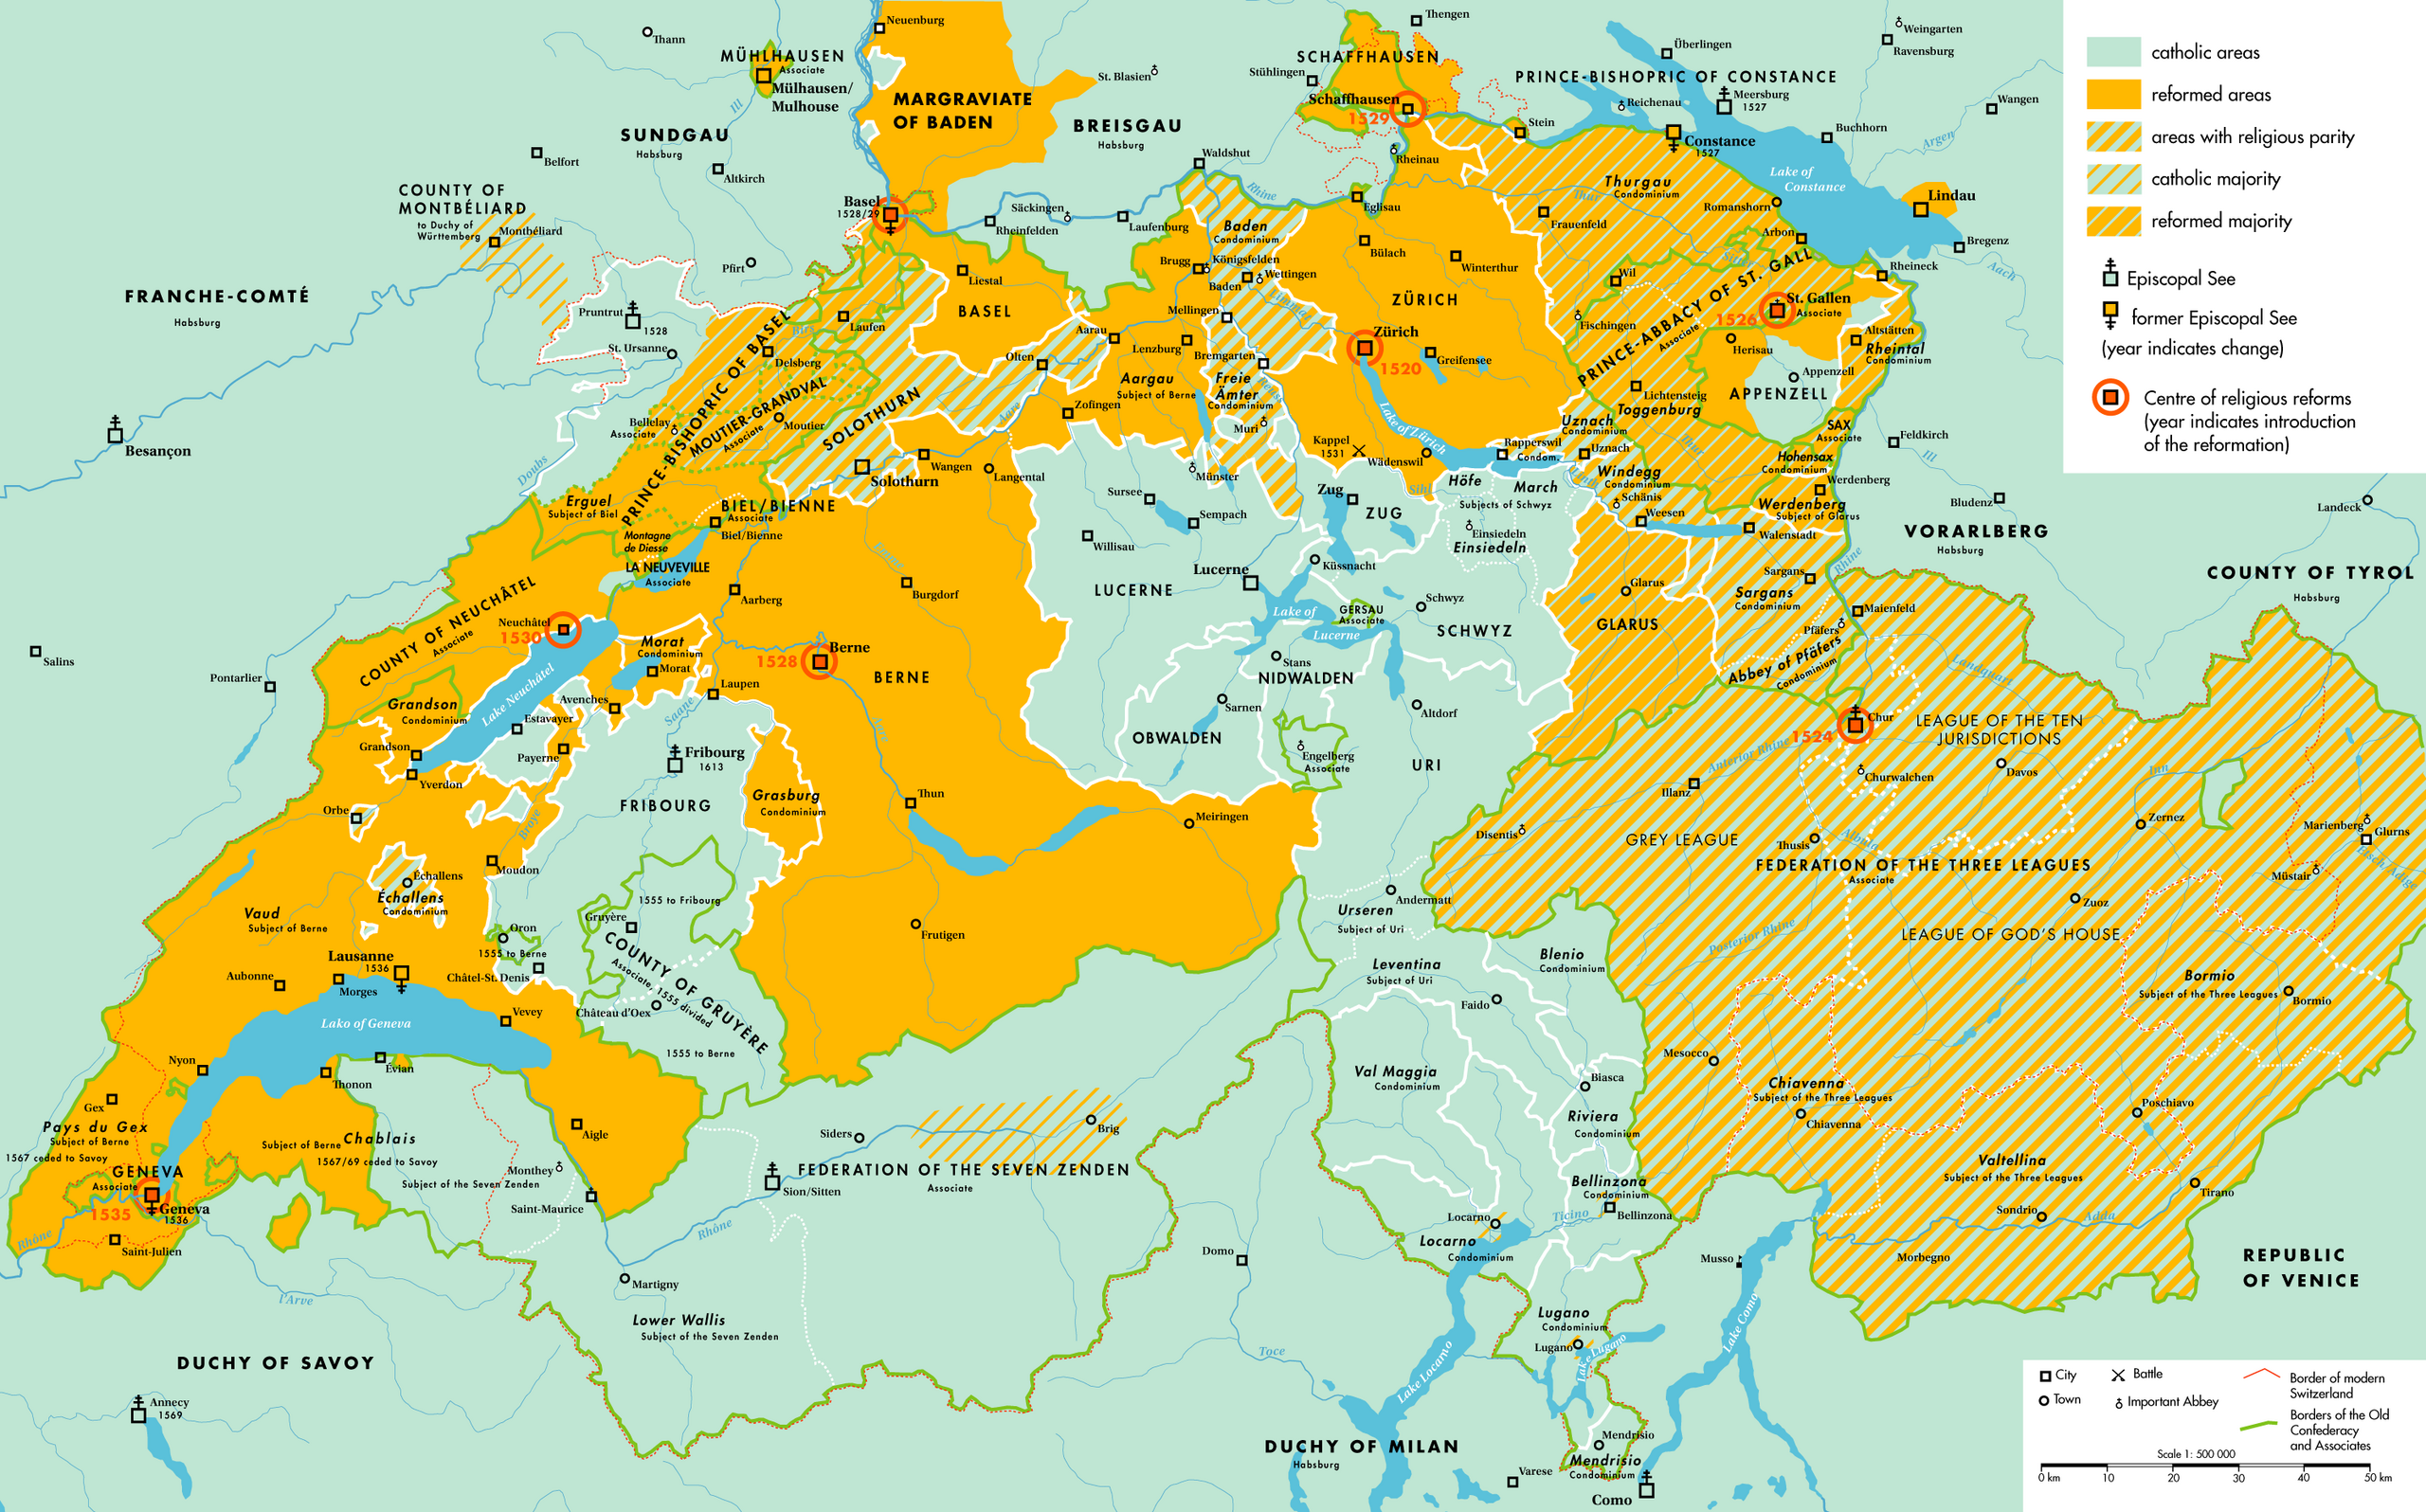 Neuenburg
Thengen
Weingarten
Ravensburg
Thann
MÜHLHAUSEN
Associate
Mülhausen/
Mulhouse
SCHAFFHAUSEN
Stühlingen
Schaffhausen
1529
Überlingen
PRINCE-BISHOPRIC OF CONSTANCE
Meersburg
1527
Reichenau
Wangen
St. Blasien
MARGRAVIATE
OF BADEN
BREISGAU
Habsburg
Ill
SUNDGAU
Habsburg
Belfort
Altkirch
Stein
Constance
1527
Buchhorn
Argen
Rheinau
Waldshut
Lake of
Constance
COUNTY OF
MONTBÉLIARD
to Duchy of
Württemberg
Montbéliard
Basel
1528/29
Säckingen
Rheinfelden
Laufenburg
Rhine
Eglisau
Thur
Thurgau
Condominium
Romanshorn
Lindau
Frauenfeld
Arbon
Bregenz
Aach
Baden
Condominium
Brugg
Königsfelden
Wettingen
Baden
Bülach
Winterthur
Wil
Sitter
Rheineck
Pfirt
Liestal
FRANCHE-COMTÉ
Habsburg
Pruntrut
1528
St. Ursanne
Laufen
Birs
BASEL
Mellingen
Limmat
ZÜRICH
PRINCE-ABBACY OF ST. GALL
Associate
Fischingen
St. Gallen
Associate
1526
Altstätten
Rheintal
Condominium
Herisau
Appenzell
APPENZELL
Delsberg
PRINCE-BISHOPRIC OF BASEL
MOUTIER-GRANDVAL
Associate
Moutier
Bellelay
Associate
SOLOTHURN
Olten
Aarau
Lenzburg
Bremgarten
Zürich
1520
Greifensee
Aargau
Subject of Berne
Freie
Ämter
Condominium
Reuss
Muri
Zofingen
Aare
Lake of Zürich
Lichtensteig
Toggenburg
Uznach
Condominium
Uznach
Thur
SAX
Associate
Feldkirch
Ill
Besançon
Doubs
Wangen
Solothurn
Langental
Münster
Kappel
1531
Wädenswil
Rapperswil
Condom.
Sihl
Höfe
March
Subjects of Schwyz
Linth
Windegg
Condominium
Schänis
Weesen
Hohensax
Condominium
Werdenberg
Werdenberg
Subject of Glarus
Walenstadt
Bludenz
Landeck
VORARLBERG
Habsburg
Erguel
Subject of Biel
BIEL/BIENNE
Associate
Biel/Bienne
Montagne
de Diesse
LA NEUVEVILLE
Associate
Sursee
Sempach
Willisau
Zug
ZUG
Einsiedeln
Einsiedeln
Küssnacht
Lucerne
LUCERNE
Emme
Burgdorf
Aarberg
Glarus
GLARUS
Sargans
Sargans
Condominium
Rhine
Maienfeld
Pfäfers
Abbey of Pfäfers
Condominium
COUNTY OF TYROL
Habsburg
COUNTY OF NEUCHÂTEL
Associate
Neuchâtel
1530
Lake of
Lucerne
GERSAU
Associate
Schwyz
SCHWYZ
Morat
Condominium
Morat
Berne
1528
BERNE
Laupen
Stans
NIDWALDEN
Salins
Pontarlier
Grandson
Condominium
Lake Neuchâtel
Avenches
Estavayer
Saane
Sarnen
OBWALDEN
Altdorf
Landquart
Chur
1524
LEAGUE OF THE TEN
JURISDICTIONS
Grandson
Payerne
Yverdon
Fribourg
1613
Aare
Engelberg
Associate
URI
Anterior Rhine
Churwalchen
Davos
Inn
Orbe
FRIBOURG
Grasburg
Condominium
Thun
Meiringen
Illanz
Broye
Disentis
GREY LEAGUE
Thusis
Albula
Zernez
Marienberg
Glurns
Etsch/Adige
FEDERATION OF THE THREE LEAGUES
Associate
Müstair
Moudon
Échallens
Échallens
Condominium
1555 to Fribourg
Andermatt
Zuoz
Vaud
Subject of Berne
Gruyère
Oron
1555 to Berne
Frutigen
Urseren
Subject of Uri
Posterior Rhine
LEAGUE OF GOD'S HOUSE
COUNTY OF GRUYÈRE
Associate, 1555 divided
Lausanne
1536
Aubonne
Morges
Châtel-St. Denis
Leventina
Subject of Uri
Blenio
Condominium
Bormio
Subject of the Three Leagues
Bormio
Château d'Oex
Faido
Lako of Geneva
Vevey
1555 to Berne
Nyon
Évian
Thonon
Val Maggia
Condominium
Biasca
Mesocco
Chiavenna
Subject of the Three Leagues
Chiavenna
Poschiavo
Gex
Pays du Gex
Subject of Berne
1567 ceded to Savoy
Subject of Berne
Chablais
1567/69 ceded to Savoy
Aigle
Siders
Brig
Riviera
Condominium
Monthey
Subject of the Seven Zenden
FEDERATION OF THE SEVEN ZENDEN
Associate
Sion/Sitten
Valtellina
Subject of the Three Leagues
GENEVA
Associate
1535
Geneva
1536
Saint-Maurice
Bellinzona
Condominium
Bellinzona
Tirano
Rhône
Rhône
Saint-Julien
Locarno
Locarno
Condominium
Ticino
Sondrio
Adda
Domo
Musso
Morbegno
REPUBLIC
OF VENICE
Martigny
l'Arve
Lower Wallis
Subject of the Seven Zenden
Lugano
Condominium
Lugano
Lake Lugano
Lake Como
Lake Locarno
Toce
DUCHY OF SAVOY
Annecy
1569
DUCHY OF MILAN
Habsburg
Mendrisio
Mendrisio
Condominium
Varese
Como
catholic areas
reformed areas
areas with religious parity
catholic majority
reformed majority
Episcopal See
former Episcopal See
(year indicates change)
Centre of religious reforms
(year indicates introduction
of the reformation)
City
Battle
Town
Important Abbey
Border of modern
Switzerland
Borders of the Old
Confederacy
and Associates
Scale 1: 500 000
0 km 10 20 30 40 50 km